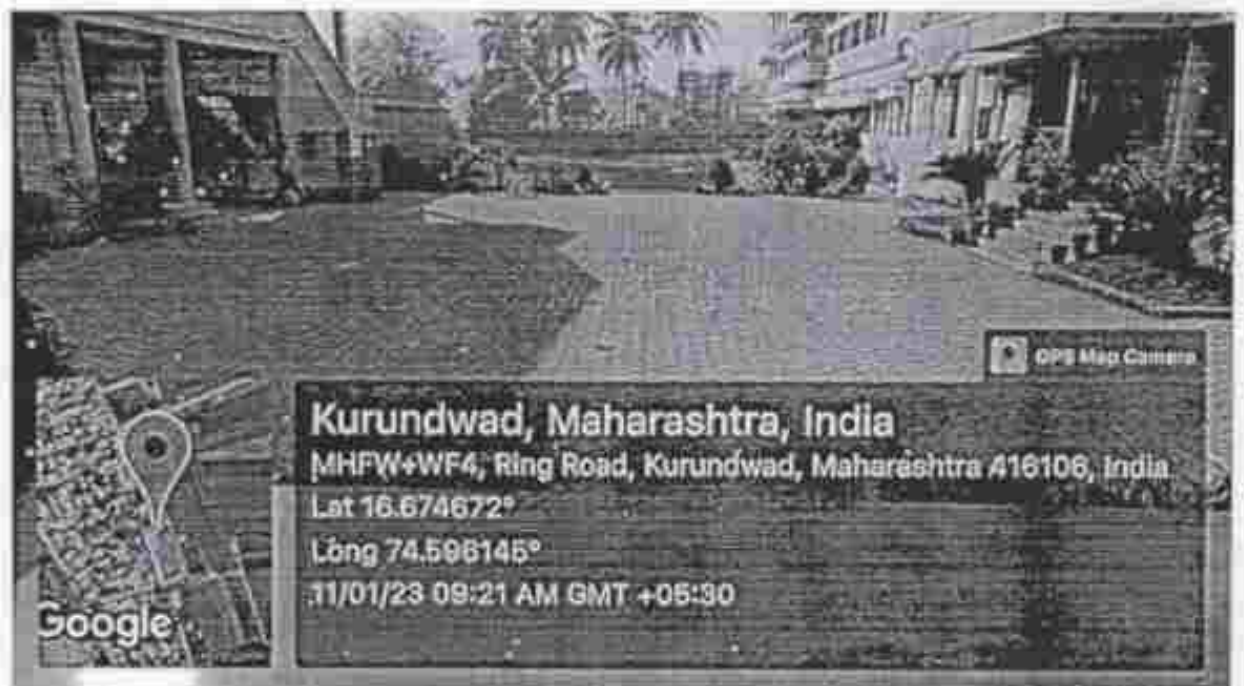 GPS Map Camera
Kurundwad, Maharashtra, India
MHFW+WF4, Ring Road, Kurundwad, Maharashtra 416106, India
Lat 16.674672°
Long 74.596145°
11/01/23 09:21 AM GMT +05:30
Google